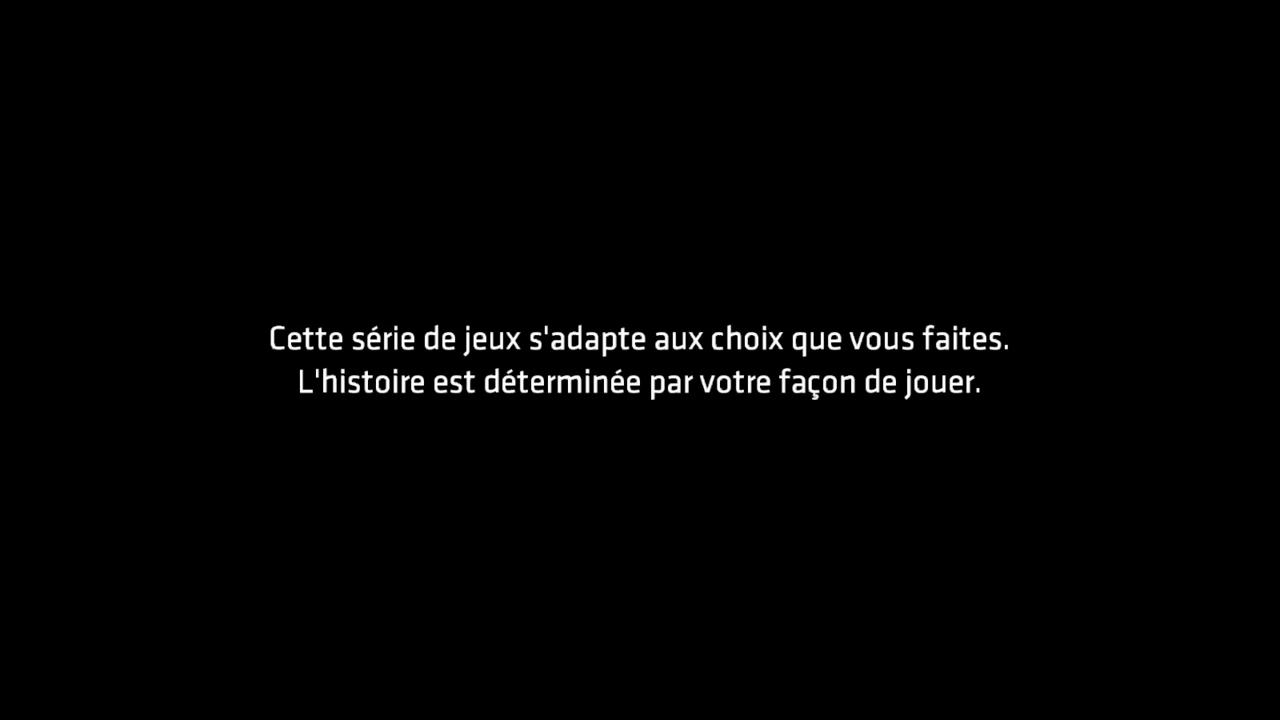 Cette série de jeux s'adapte aux choix que vous faites.
L'histoire est déterminée par votre façon de jouer.